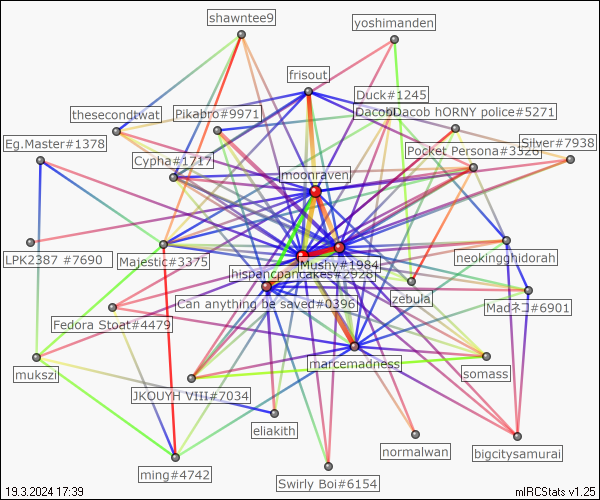 shawntee9
yoshimanden
frisout
Duck#1245
thesecondtwat
Pikabro#9971
DacobDacob hORNY police#5271
Eg.Master#1378
Silver#7938
Pocket Persona#3326
Cypha#1717
moonraven
LPK2387 #7690
Majestic#3375
neokingghidorah
Mushy#1984
hispencpancakes#2928
zebula
Can anything be saved#0396
Madネコ#6901
Fedora Stoat#4479
marcemadness
mukszi
somass
JKOUYH VIII#7034
eliakith
normalwan
bigcitysamurai
ming#4742
Swirly Boi#6154
19.3.2024 17:39
mIRCStats v1.25